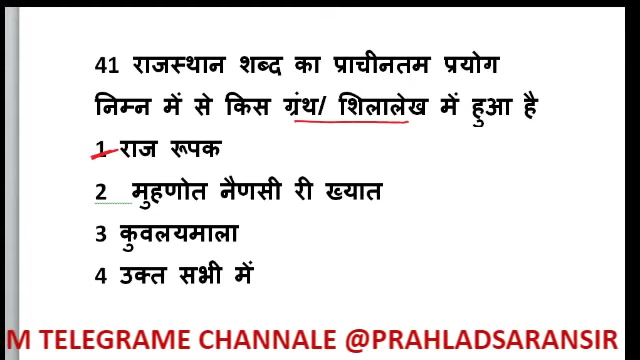 41 राजस्थान शब्द का प्राचीनतम प्रयोग
निम्न में से किस ग्रंथ/ शिलालेख में हुआ है
1 राज रूपक
2 मुहणोत नैणसी री ख्यात
3 कुवलयमाला
4 उक्त सभी में
M TELEGRAME CHANNALE @PRAHLADSARANSIR